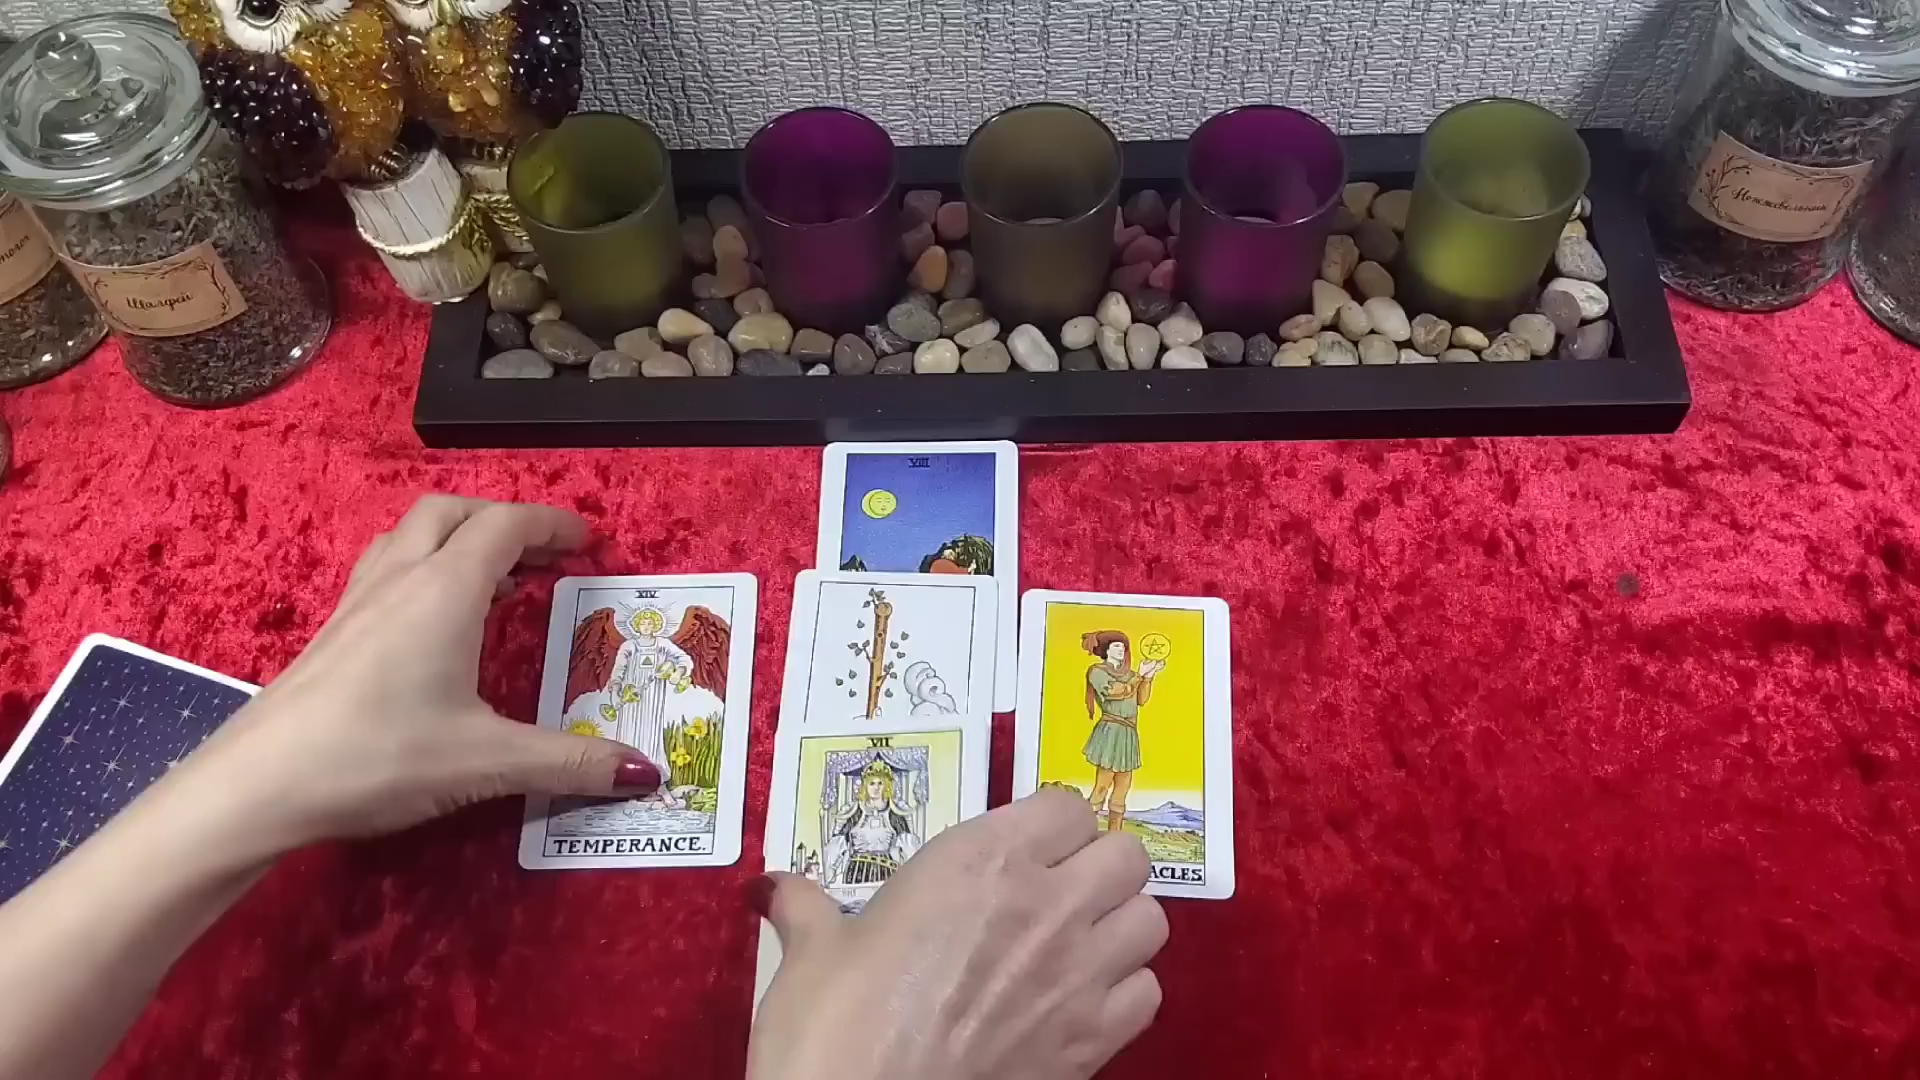 Шалфей
Можжевельник
VIII
XIV
TEMPERANCE.
VII
ACLES